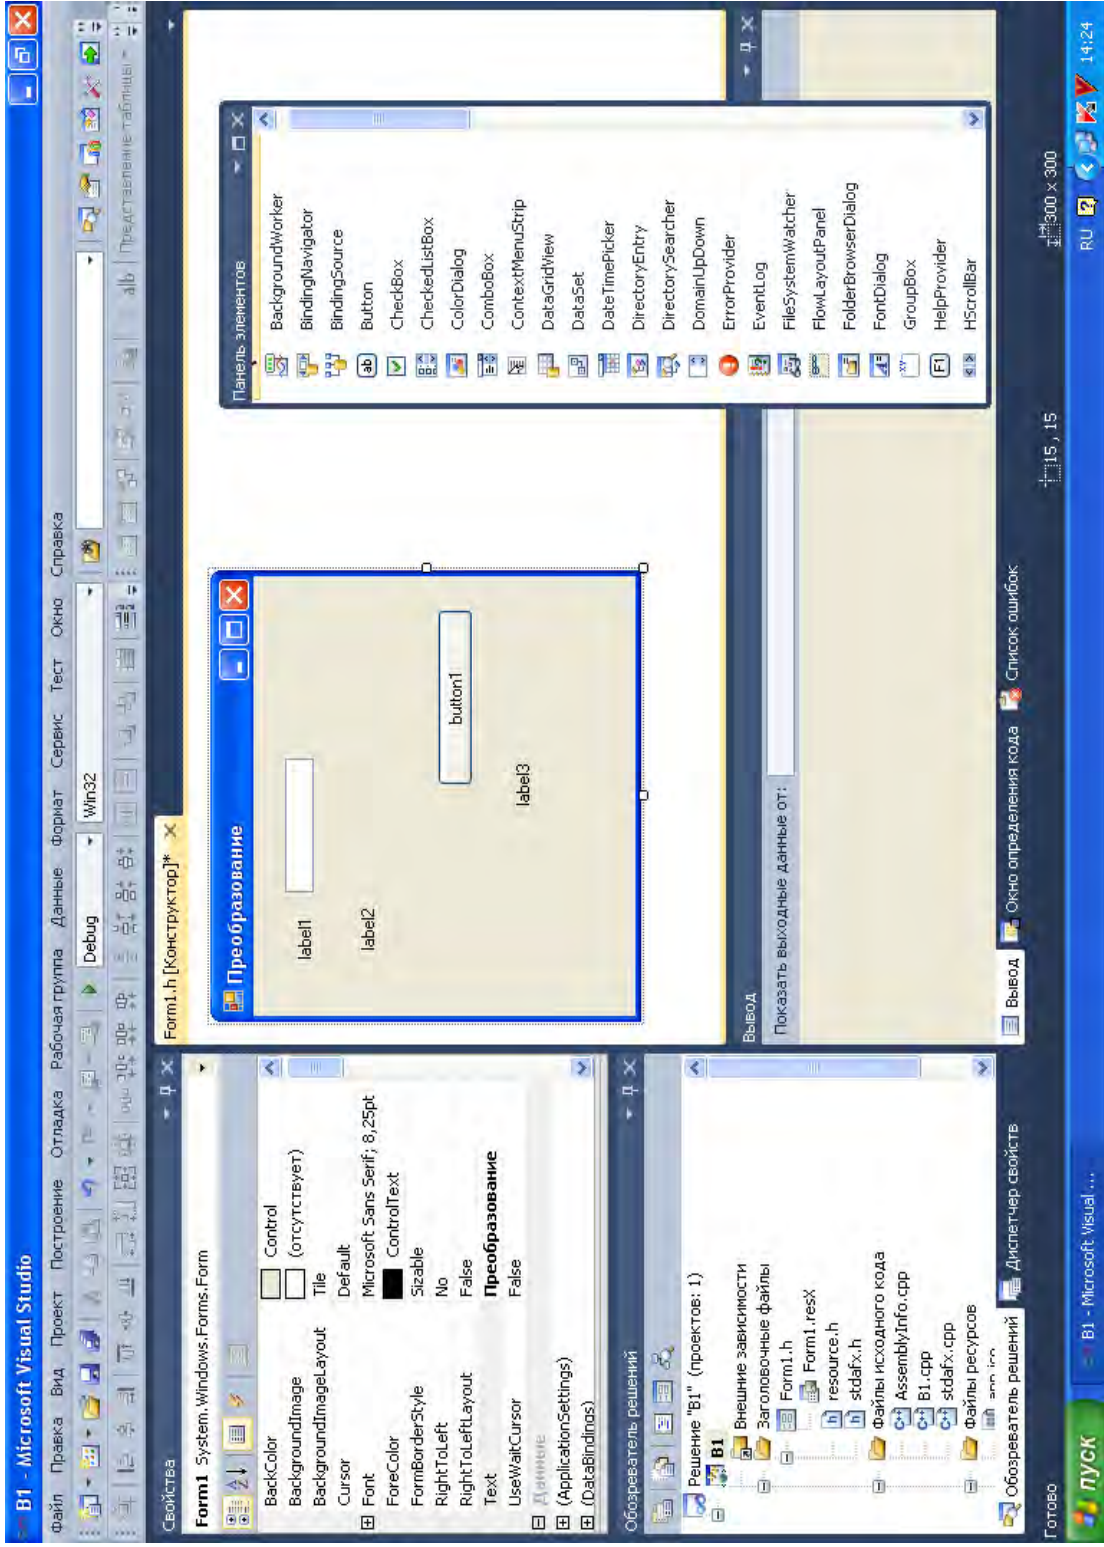 B1 - Microsoft Visual Studio
Файл Правка Вид Проект Построение Отладка Рабочая группа Данные Формат Сервис Тест Окно Справка
Debug Win32
Представление таблицы
Свойства
Form1 System.Windows.Forms.Form
BackColor Control
BackgroundImage (отсутствует)
BackgroundImageLayout Tile
Cursor Default
Font Microsoft Sans Serif; 8,25pt
ForeColor ControlText
FormBorderStyle Sizable
RightToLeft No
RightToLeftLayout False
Text Преобразование
UseWaitCursor False
Данные
(ApplicationSettings)
(DataBindings)
Обозреватель решений
Решение "B1" (проектов: 1)
B1
Внешние зависимости
Заголовочные файлы
Form1.h
Form1.resX
resource.h
stdafx.h
Файлы исходного кода
AssemblyInfo.cpp
B1.cpp
stdafx.cpp
Файлы ресурсов
app.ico
Обозреватель решений Диспетчер свойств
Form1.h [Конструктор]*
Преобразование
label1
label2
button1
label3
Панель элементов
BackgroundWorker
BindingNavigator
BindingSource
Button
CheckBox
CheckedListBox
ColorDialog
ComboBox
ContextMenuStrip
DataGridView
DataSet
DateTimePicker
DirectoryEntry
DirectorySearcher
DomainUpDown
ErrorProvider
EventLog
FileSystemWatcher
FlowLayoutPanel
FolderBrowserDialog
FontDialog
GroupBox
HelpProvider
HScrollBar
Вывод
Показать выходные данные от:
Вывод Окно определения кода Список ошибок
Готово 15 , 15 300 x 300
пуск B1 - Microsoft Visual ... RU 14:24